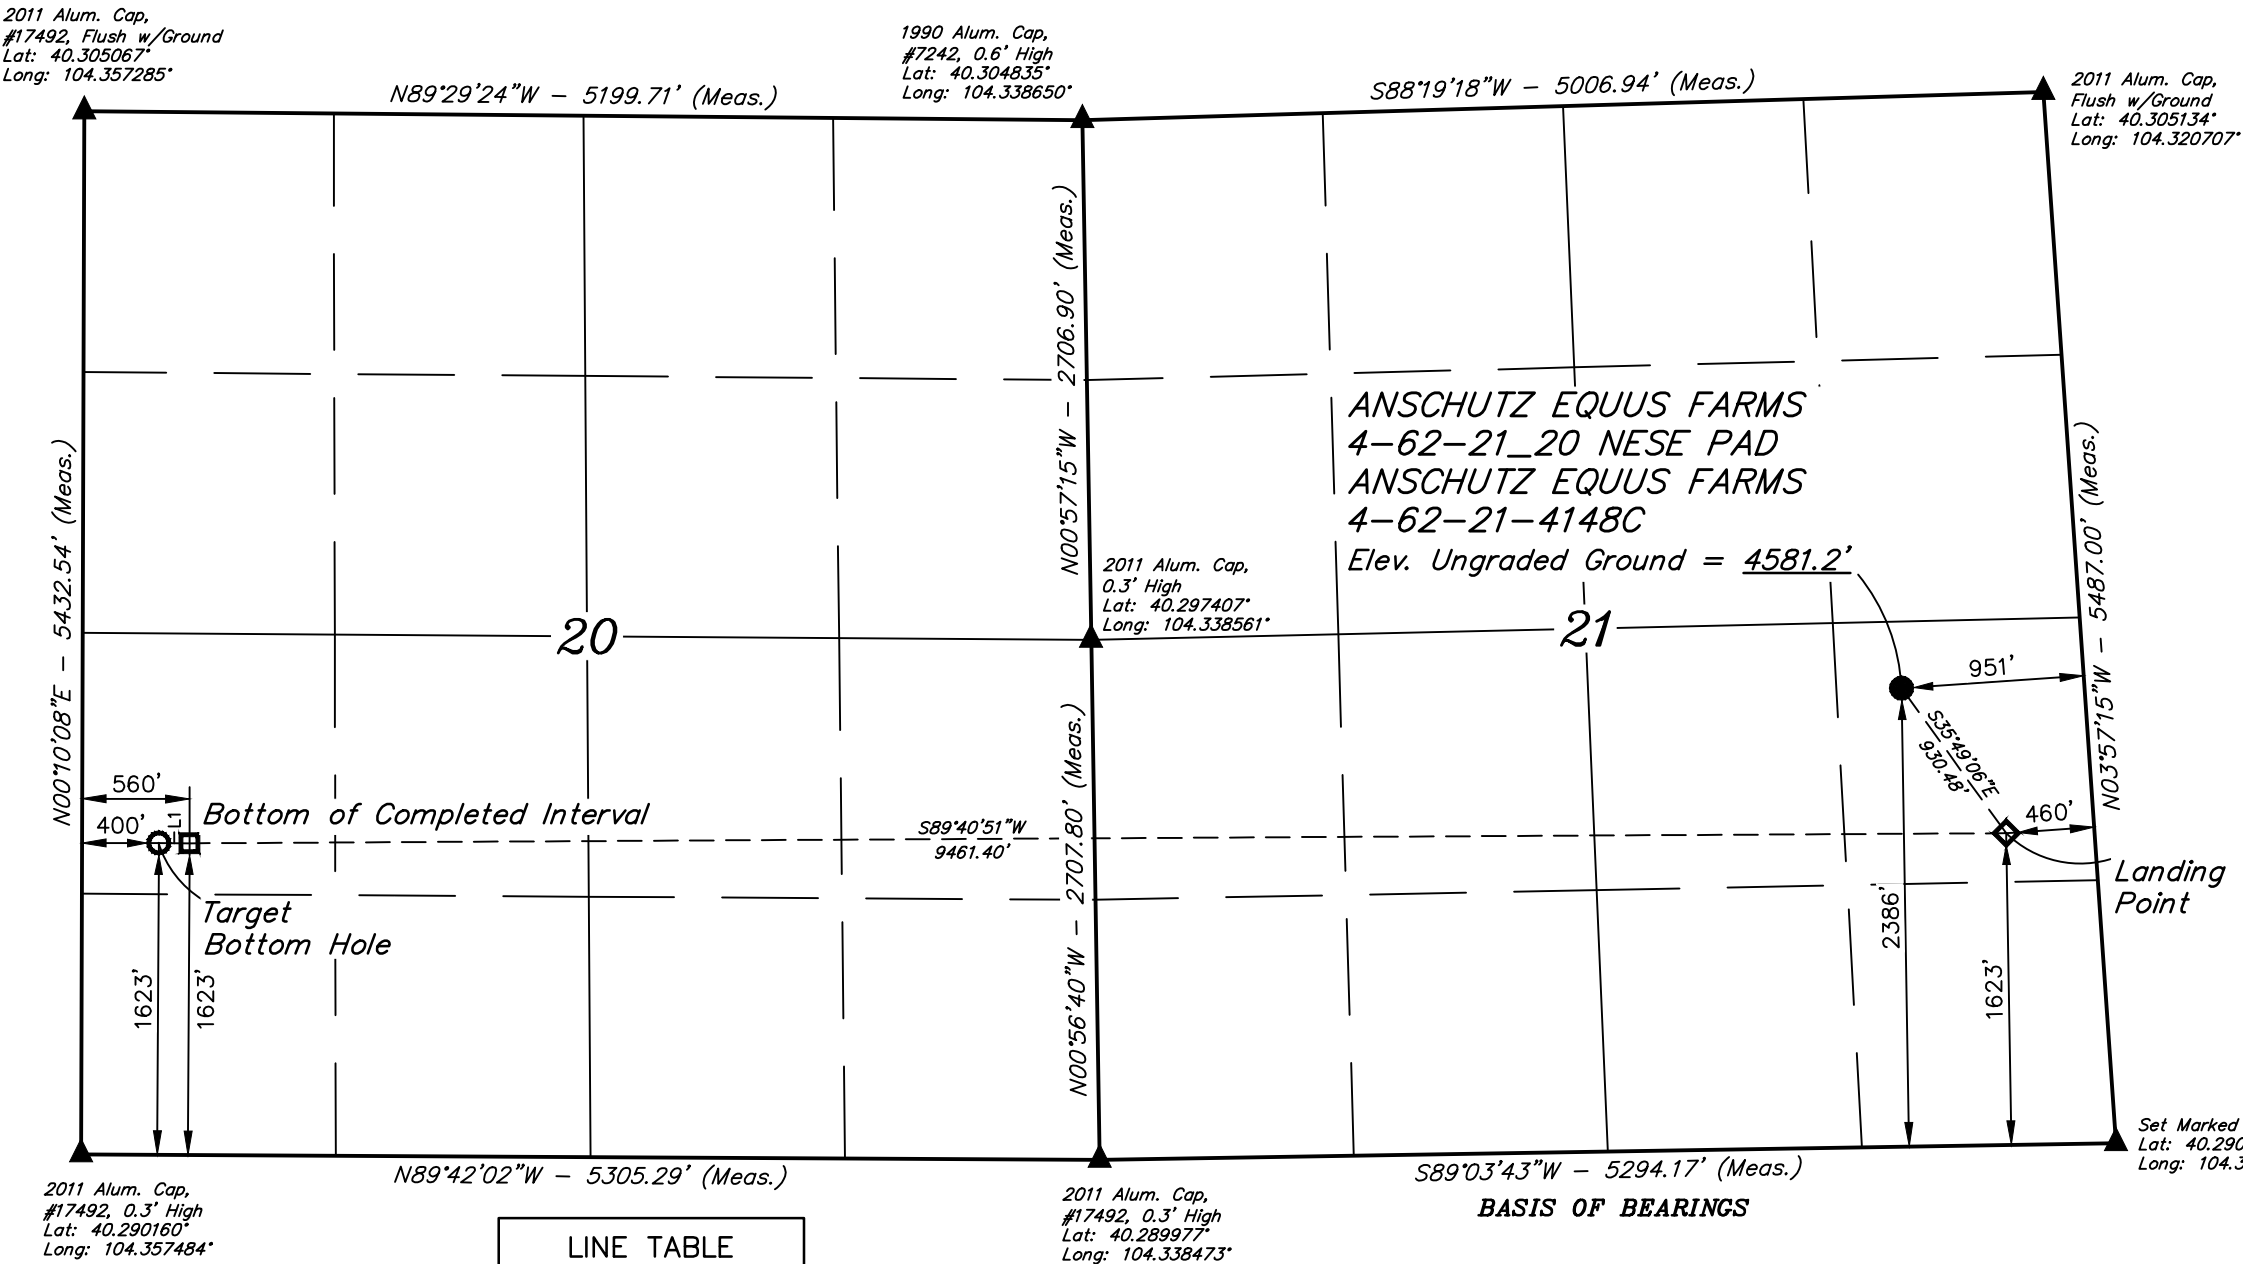 2011 Alum. Cap,
#17492, Flush w/Ground
Lat: 40.305067°
Long: 104.357285°
N89°29'24"W – 5199.71' (Meas.)
1990 Alum. Cap,
#7242, 0.6' High
Lat: 40.304835°
Long: 104.338650°
S88°19'18"W – 5006.94' (Meas.)
2011 Alum. Cap,
Flush w/Ground
Lat: 40.305134°
Long: 104.320707°
N00°10'08"E – 5432.54' (Meas.)
N00°57'15"W – 2706.90' (Meas.)
ANSCHUTZ EQUUS FARMS
4–62–21_20 NESE PAD
ANSCHUTZ EQUUS FARMS
4–62–21–4148C
Elev. Ungraded Ground = 4581.2'
N03°57'15"W – 5487.00' (Meas.)
2011 Alum. Cap,
0.3' High
Lat: 40.297407°
Long: 104.338561°
20
21
951'
S35°49'06"E
930.48'
560'
Bottom of Completed Interval
400'
L1
S89°40'51"W
9461.40'
460'
Landing
Point
Target
Bottom Hole
1623'
1623'
N00°56'40"W – 2707.80' (Meas.)
2386'
1623'
N89°42'02"W – 5305.29' (Meas.)
S89°03'43"W – 5294.17' (Meas.)
BASIS OF BEARINGS
Set Marked
Lat: 40.290
Long: 104.3
2011 Alum. Cap,
#17492, 0.3' High
Lat: 40.290160°
Long: 104.357484°
LINE TABLE
2011 Alum. Cap,
#17492, 0.3' High
Lat: 40.289977°
Long: 104.338473°